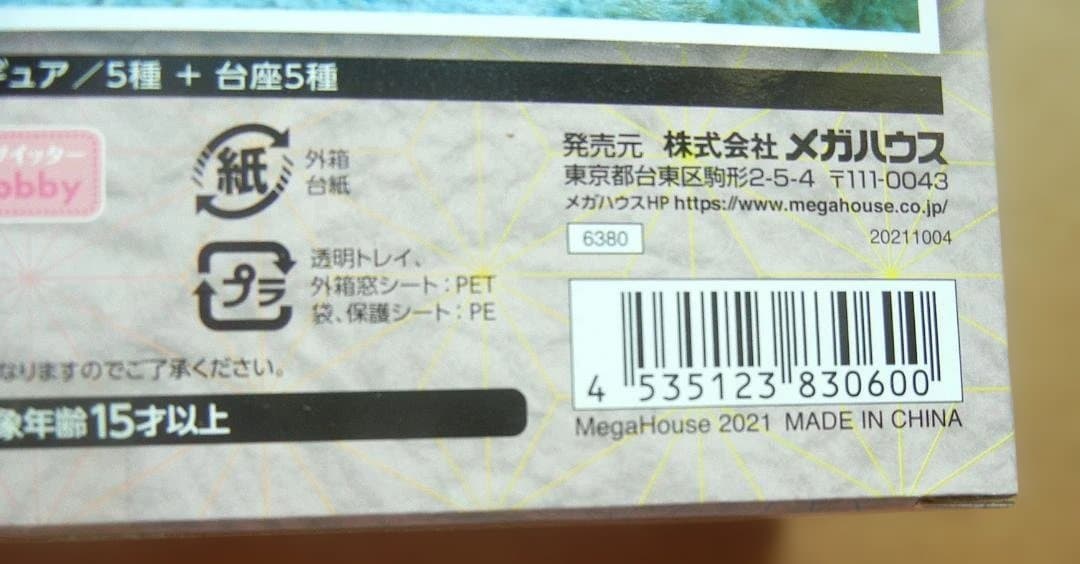 ギュア／5種 ＋ 台座5種
イッター
obby
紙
外箱
台紙
プラ
透明トレイ、
外箱窓シート：PET
袋、保護シート：PE
なりますのでご了承ください。
象年齢15才以上
発売元 株式会社 メガハウス
東京都台東区駒形2-5-4 〒111-0043
メガハウスHP https://www.megahouse.co.jp/
6380
20211004
4 535123 830600
MegaHouse 2021 MADE IN CHINA